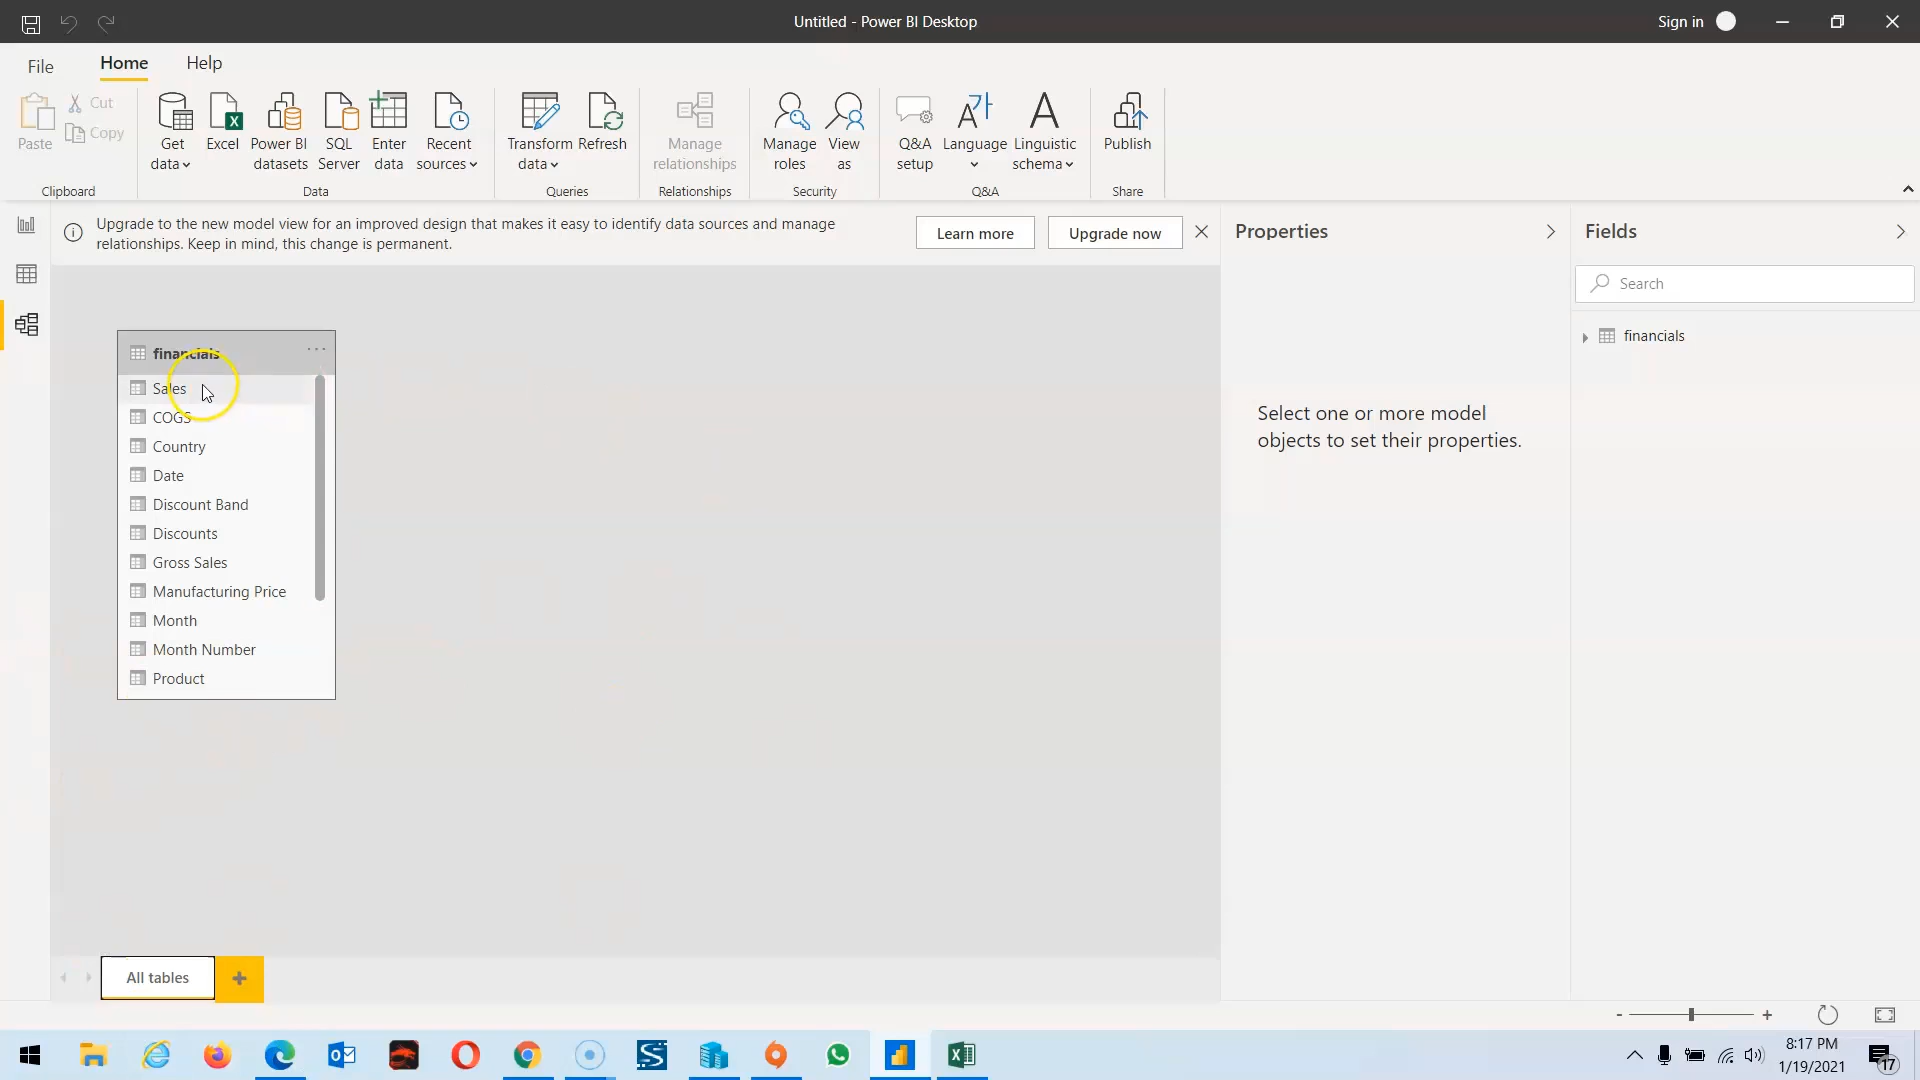 Untitled - Power BI Desktop
Sign in
File
Home
Help
Paste
Cut
Copy
Clipboard
Get data
Excel
Power BI datasets
SQL Server
Enter data
Recent sources
Data
Transform data
Refresh
Queries
Manage relationships
Relationships
Manage roles
View as
Security
Q&A setup
Language
Linguistic schema
Q&A
Publish
Share
Upgrade to the new model view for an improved design that makes it easy to identify data sources and manage
relationships. Keep in mind, this change is permanent.
Learn more
Upgrade now
Properties
Fields
Search
financials
Select one or more model
objects to set their properties.
financials
Sales
COGS
Country
Date
Discount Band
Discounts
Gross Sales
Manufacturing Price
Month
Month Number
Product
All tables
8:17 PM
1/19/2021
17